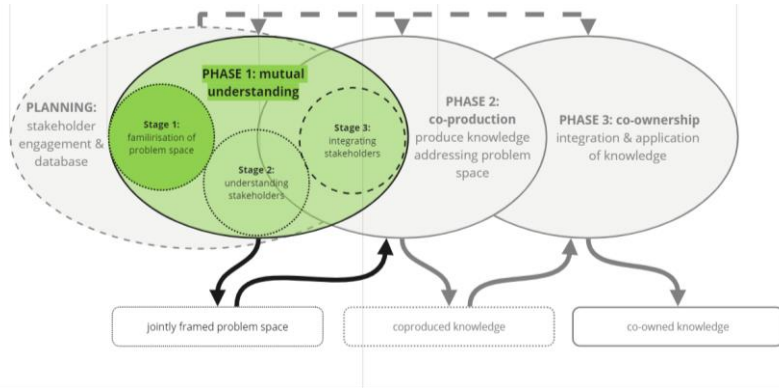 PLANNING:
stakeholder
engagement &
database
PHASE 1: mutual
understanding
Stage 1:
familirisation of
problem space
Stage 2:
understanding
stakeholders
Stage 3:
integrating
stakeholders
PHASE 2:
co-production
produce knowledge
addressing problem
space
PHASE 3: co-ownership
integration & application
of knowledge
jointly framed problem space
coproduced knowledge
co-owned knowledge